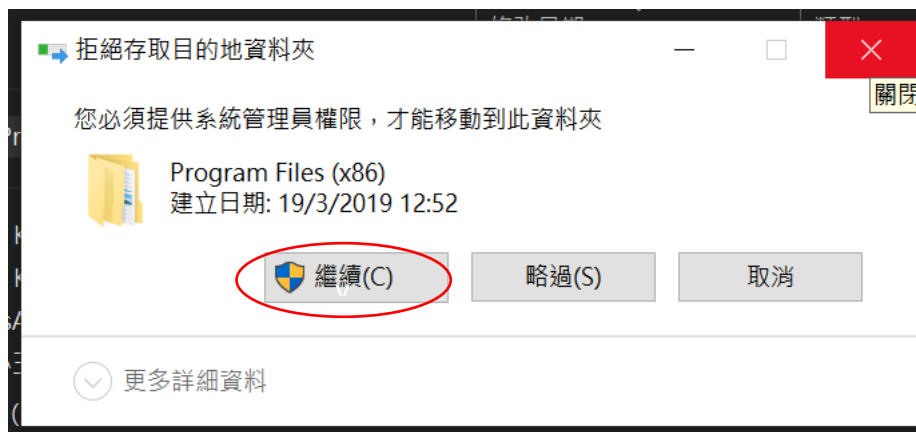 拒絕存取目的地資料夾
關閉
您必須提供系統管理員權限，才能移動到此資料夾
Program Files (x86)
建立日期: 19/3/2019 12:52
繼續(C)
略過(S)
取消
更多詳細資料